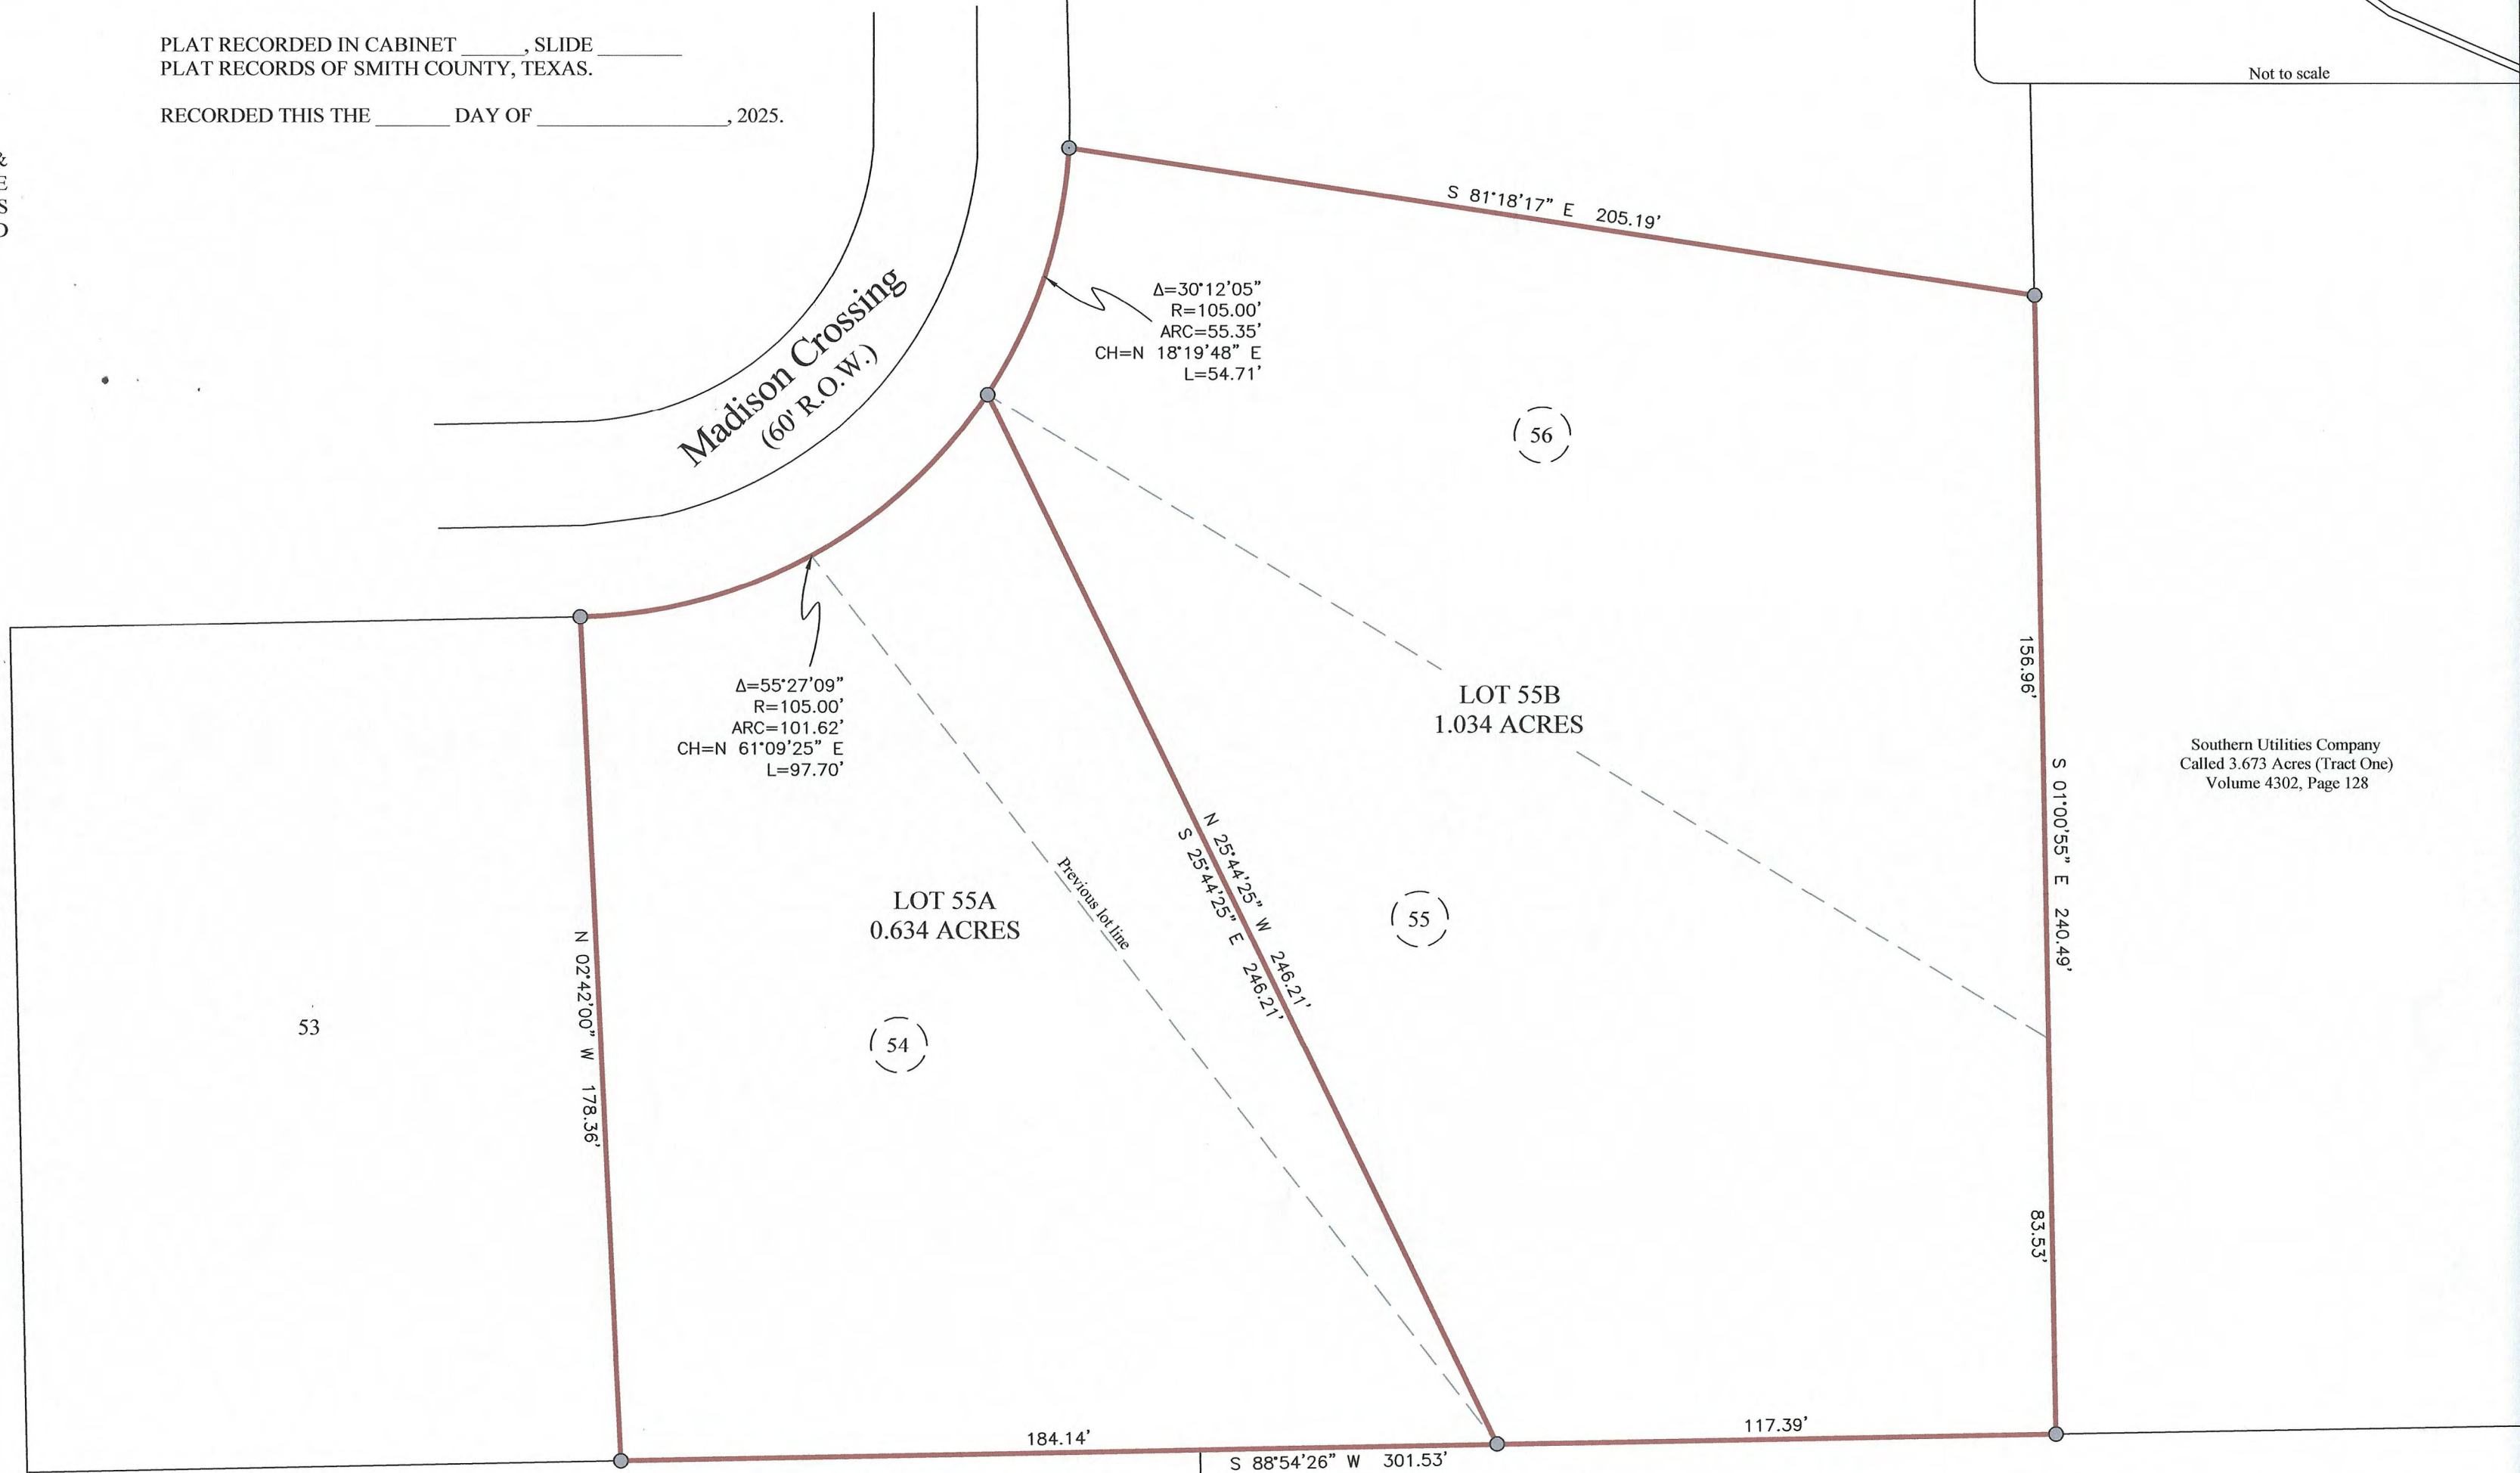 PLAT RECORDED IN CABINET ______, SLIDE ________
PLAT RECORDS OF SMITH COUNTY, TEXAS.
RECORDED THIS THE _______ DAY OF _____________, 2025.
&
E
S
D
Not to scale
Madison Crossing
(60' R.O.W.)
S 81°18'17" E 205.19'
Δ=30°12'05"
R=105.00'
ARC=55.35'
CH=N 18°19'48" E
L=54.71'
56
156.96'
Δ=55°27'09"
R=105.00'
ARC=101.62'
CH=N 61°09'25" E
L=97.70'
LOT 55B
1.034 ACRES
Southern Utilities Company
Called 3.673 Acres (Tract One)
Volume 4302, Page 128
S 01°00'55" E 240.49'
N 25°44'25" W 246.21'
S 25°44'25" E 246.21'
Previous lot line
LOT 55A
0.634 ACRES
55
N 02°42'00" W 178.36'
53
54
83.53'
184.14'
117.39'
S 88°54'26" W 301.53'